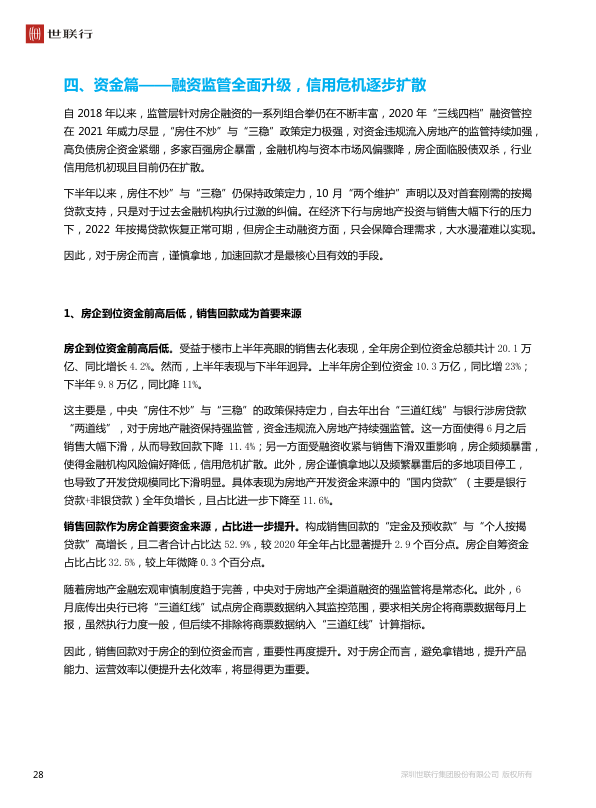 世联行
四、资金篇——融资监管全面升级，信用危机逐步扩散
自 2018 年以来，监管层针对房企融资的一系列组合拳仍在不断丰富，2020 年“三线四档”融资管控
在 2021 年威力尽显，“房住不炒”与“三稳”政策定力极强，对资金违规流入房地产的监管持续加强，
高负债房企资金紧绷，多家百强房企暴雷，金融机构与资本市场风偏骤降，房企面临股债双杀，行业
信用危机初现且目前仍在扩散。
下半年以来，房住不炒”与“三稳”仍保持政策定力，10 月“两个维护”声明以及对首套刚需的按揭
贷款支持，只是对于过去金融机构执行过激的纠偏。在经济下行与房地产投资与销售大幅下行的压力
下，2022 年按揭贷款恢复正常可期，但房企主动融资方面，只会保障合理需求，大水漫灌难以实现。
因此，对于房企而言，谨慎拿地，加速回款才是最核心且有效的手段。
1、房企到位资金前高后低，销售回款成为首要来源
房企到位资金前高后低。受益于楼市上半年亮眼的销售去化表现，全年房企到位资金总额共计 20.1 万
亿、同比增长 4.2%。然而，上半年表现与下半年迥异。上半年房企到位资金 10.3 万亿，同比增 23%；
下半年 9.8 万亿，同比降 11%。
这主要是，中央“房住不炒”与“三稳”的政策保持定力，自去年出台“三道红线”与银行涉房贷款
“两道线”，对于房地产融资保持强监管，资金违规流入房地产持续强监管。这一方面使得 6 月之后
销售大幅下滑，从而导致回款下降 11.4%；另一方面受融资收紧与销售下滑双重影响，房企频频暴雷，
使得金融机构风险偏好降低，信用危机扩散。此外，房企谨慎拿地以及频繁暴雷后的多地项目停工，
也导致了开发贷规模同比下滑明显。具体表现为房地产开发资金来源中的“国内贷款”（主要是银行
贷款+非银贷款）全年负增长，且占比进一步下降至 11.6%。
销售回款作为房企首要资金来源，占比进一步提升。构成销售回款的“定金及预收款”与“个人按揭
贷款”高增长，且二者合计占比达 52.9%，较 2020 年全年占比显著提升 2.9 个百分点。房企自筹资金
占比占比 32.5%，较上年微降 0.3 个百分点。
随着房地产金融宏观审慎制度趋于完善，中央对于房地产全渠道融资的强监管将是常态化。此外，6
月底传出央行已将“三道红线”试点房企商票数据纳入其监控范围，要求相关房企将商票数据每月上
报，虽然执行力度一般，但后续不排除将商票数据纳入“三道红线”计算指标。
因此，销售回款对于房企的到位资金而言，重要性再度提升。对于房企而言，避免拿错地，提升产品
能力、运营效率以便提升去化效率，将显得更为重要。
28
深圳世联行集团股份有限公司 版权所有